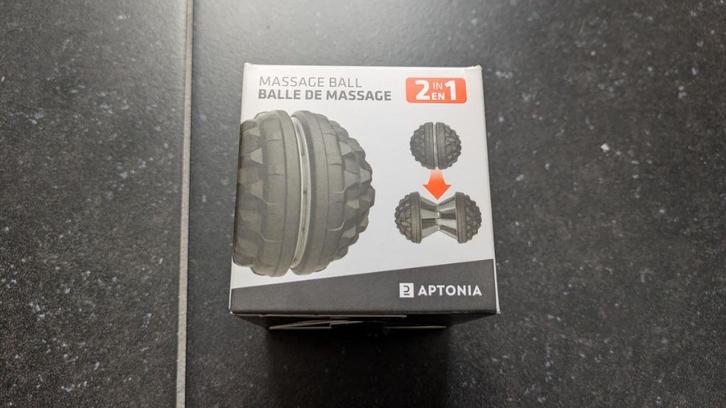 MASSAGE BALL
BALLE DE MASSAGE
2 IN EN 1
APTONIA